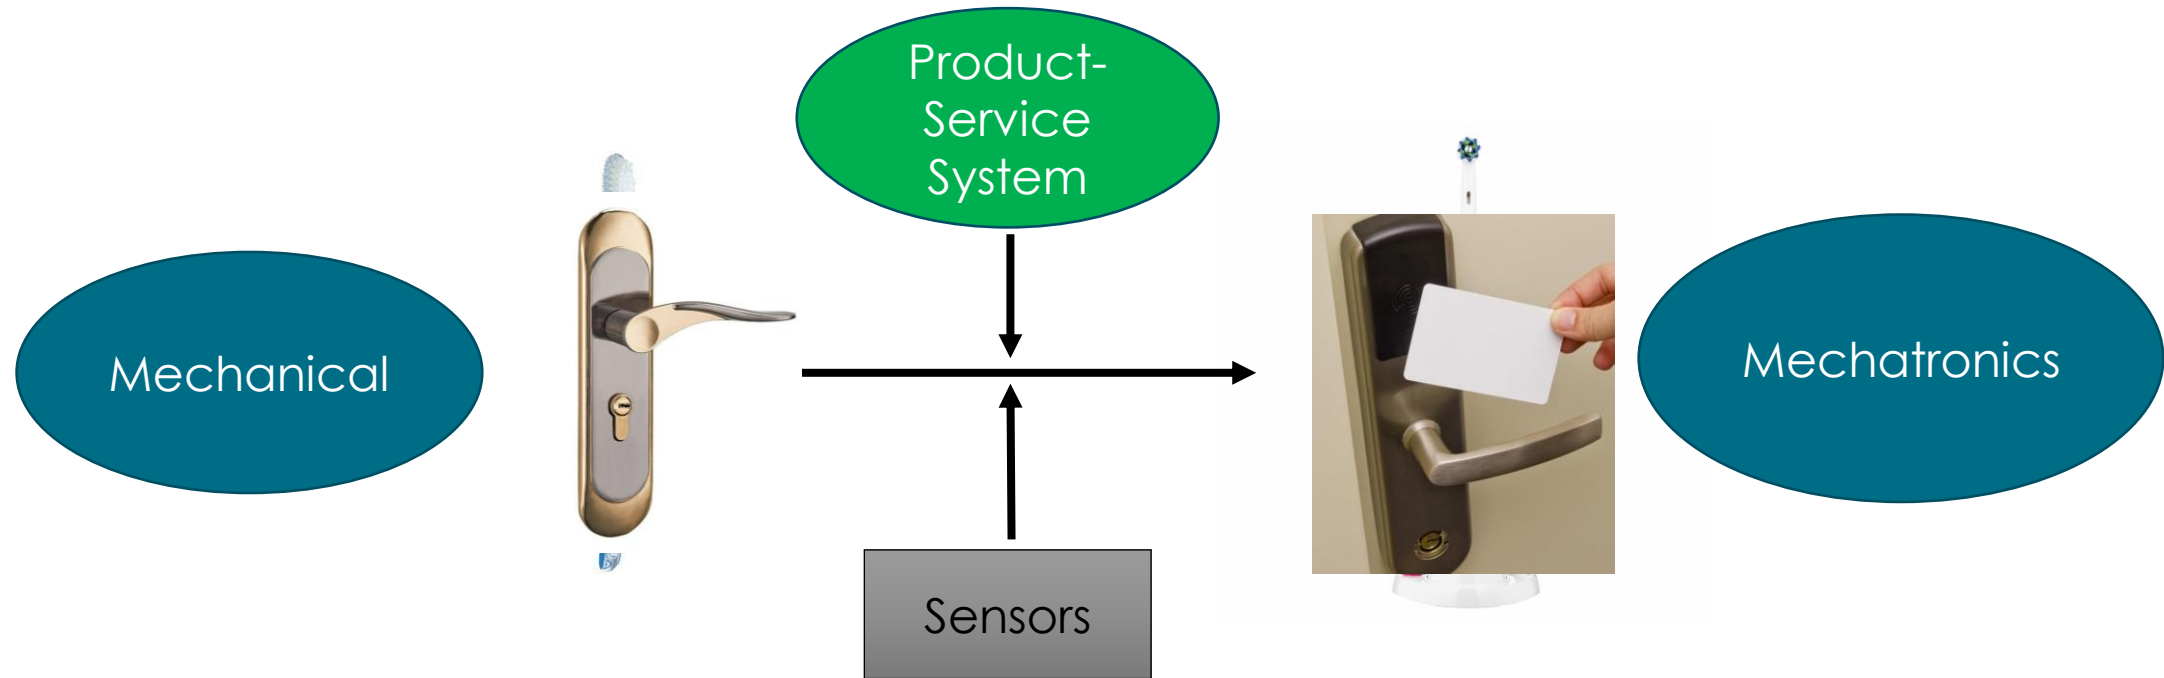 Product-
Service
System
Mechanical
Mechatronics
Sensors